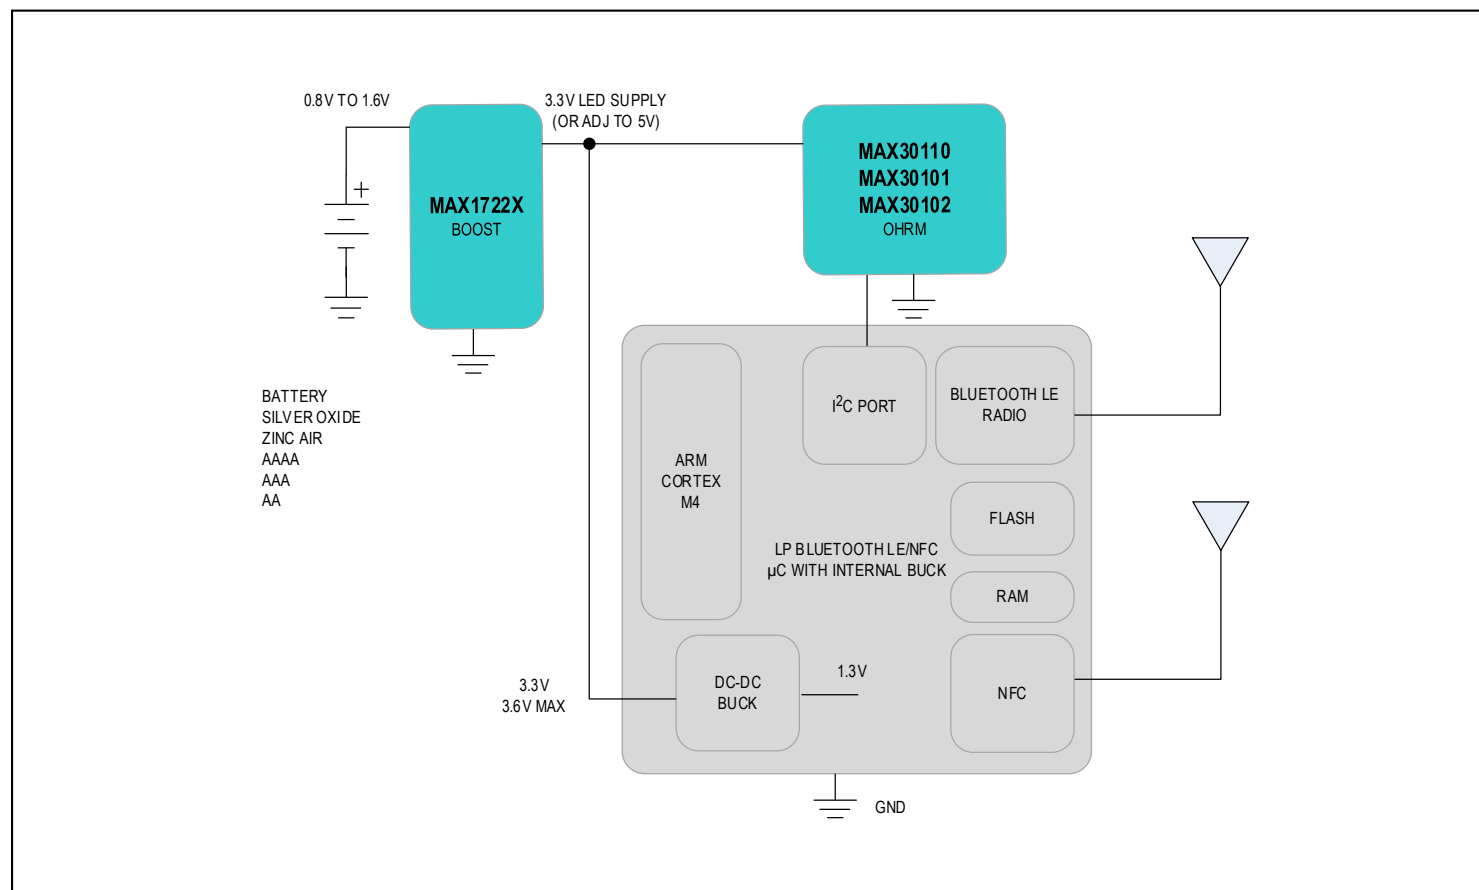 0.8V TO 1.6V
3.3V LED SUPPLY
(OR ADJ TO 5V)
+
MAX1722X
BOOST
MAX30110
MAX30101
MAX30102
OHRM
BATTERY
SILVER OXIDE
ZINC AIR
AAAA
AAA
AA
ARM
CORTEX
M4
I²C PORT
BLUETOOTH LE
RADIO
FLASH
LP BLUETOOTH LE/NFC
µC WITH INTERNAL BUCK
RAM
3.3V
3.6V MAX
DC-DC
BUCK
1.3V
NFC
GND